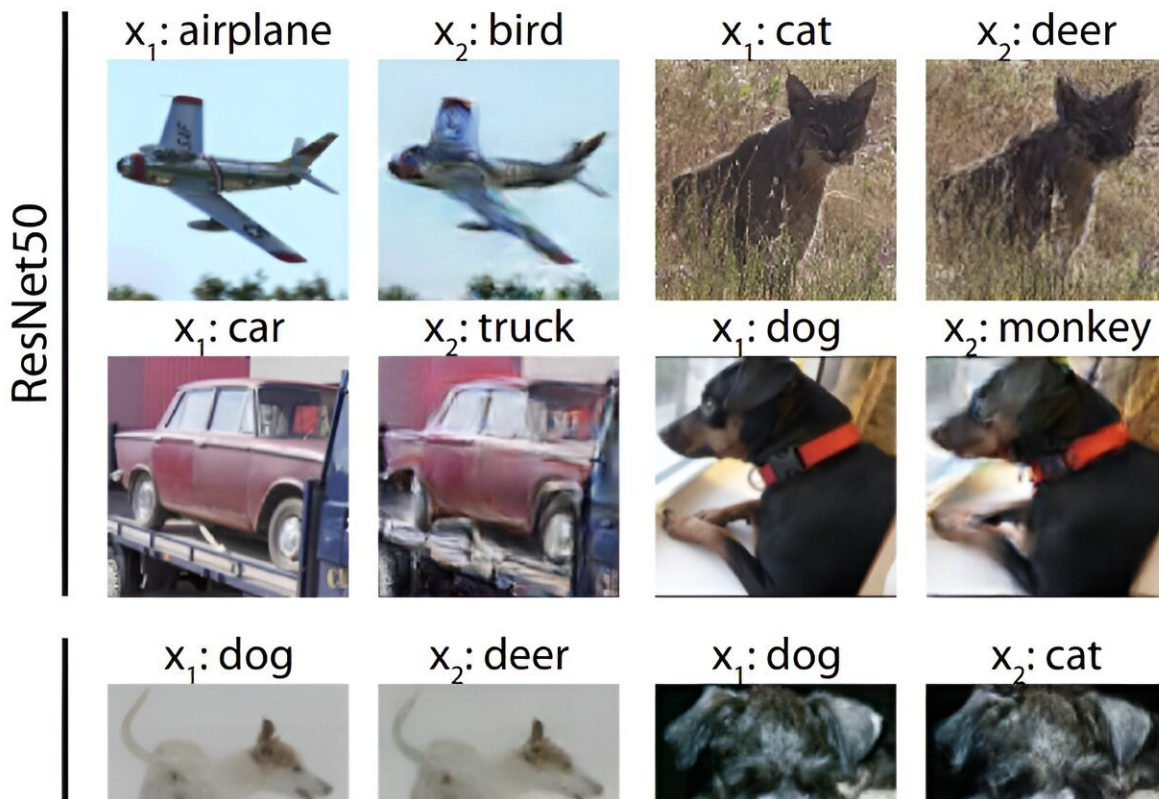 x₁: airplane x₂: bird x₁: cat x₂: deer
ResNet50
x₁: car x₂: truck x₁: dog x₂: monkey
x₁: dog x₂: deer x₁: dog x₂: cat